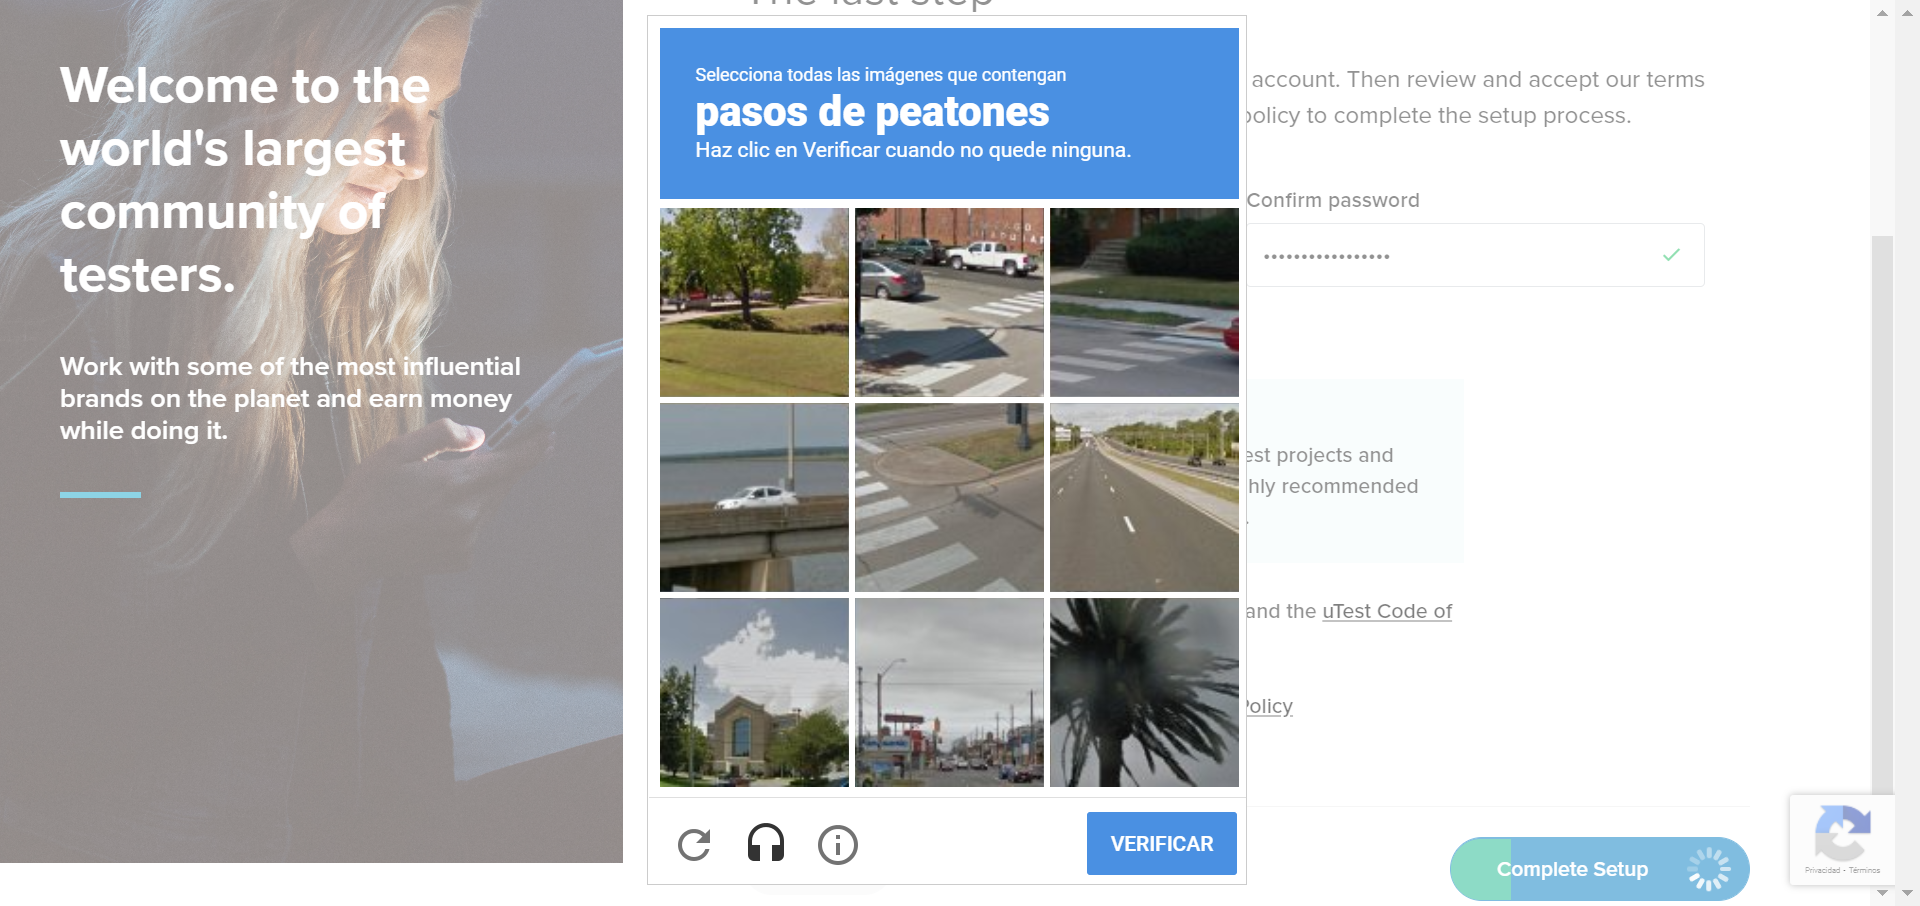 The last step
Welcome to the
world's largest
community of
testers.
Work with some of the most influential
brands on the planet and earn money
while doing it.
Selecciona todas las imágenes que contengan
pasos de peatones
Haz clic en Verificar cuando no quede ninguna.
VERIFICAR
account. Then review and accept our terms
policy to complete the setup process.
Confirm password
est projects and
hly recommended
and the uTest Code of
Policy
Complete Setup
Privacidad - Términos